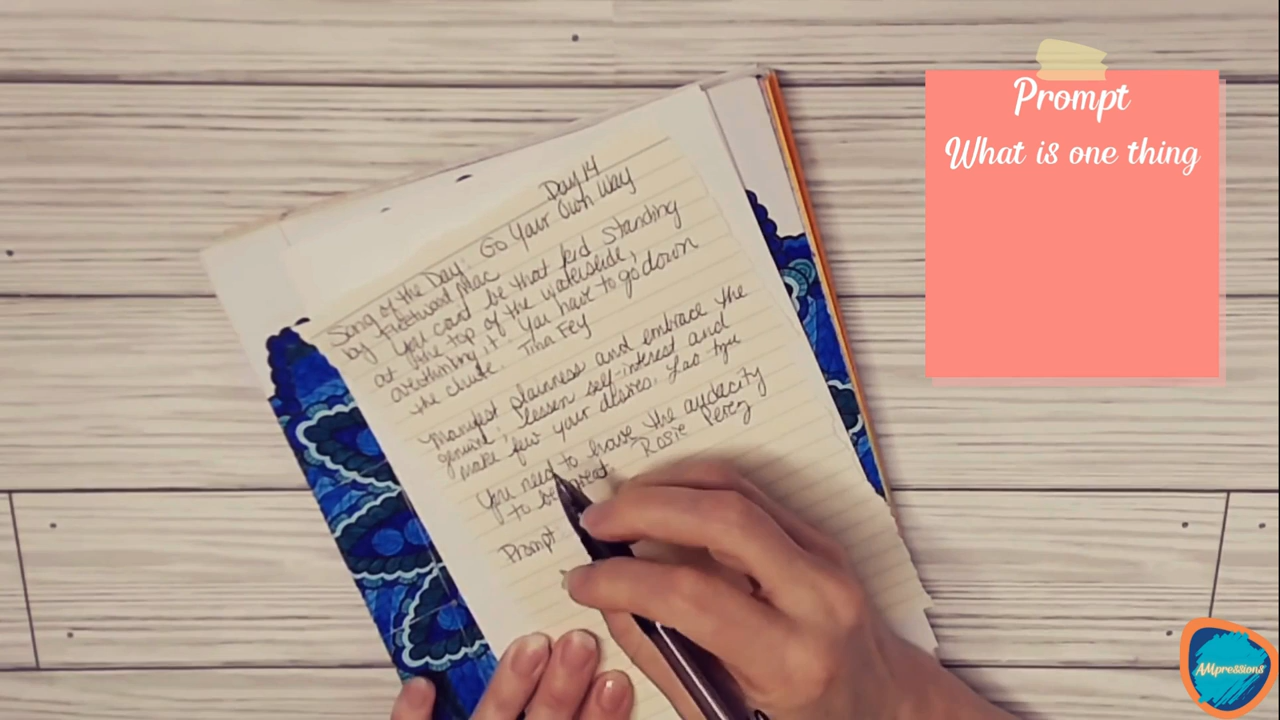 Day 14
Song of the Day: Go Your Own Way
by Fleetwood Mac
You can't be that kid standing
at the top of the waterslide,
overthinking it. You have to go down
the chute. Tina Fey
Manifest plainness and embrace the
genuine; lessen self-interest and
make few your desires. Lao tzu
You need to have the audacity
to be great. Rosie Perez
Prompt
Prompt
What is one thing
AMpressions